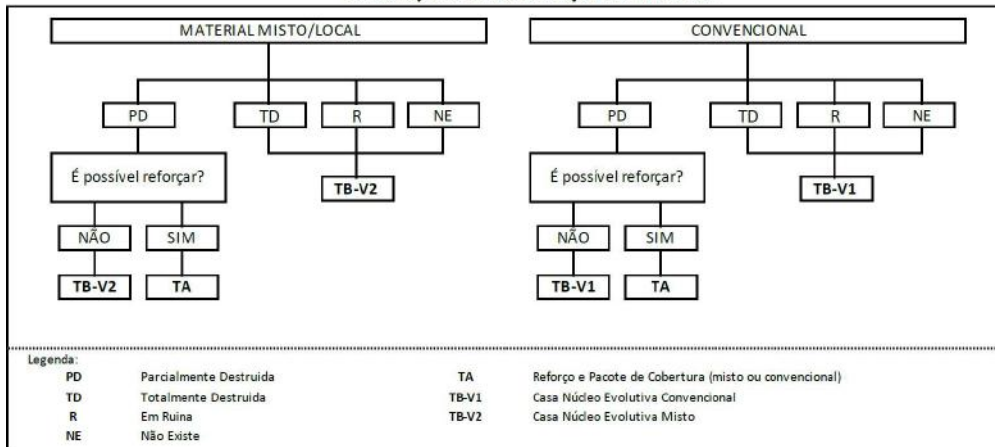 MATERIAL MISTO/LOCAL
PD TD R NE
É possível reforçar?
TB-V2
NÃO SIM
TB-V2 TA
CONVENCIONAL
PD TD R NE
É possível reforçar?
TB-V1
NÃO SIM
TB-V1 TA
Legenda:
PD Parcialmente Destruida
TD Totalmente Destruida
R Em Ruina
NE Não Existe
TA Reforço e Pacote de Cobertura (misto ou convencional)
TB-V1 Casa Núcleo Evolutiva Convencional
TB-V2 Casa Núcleo Evolutiva Misto